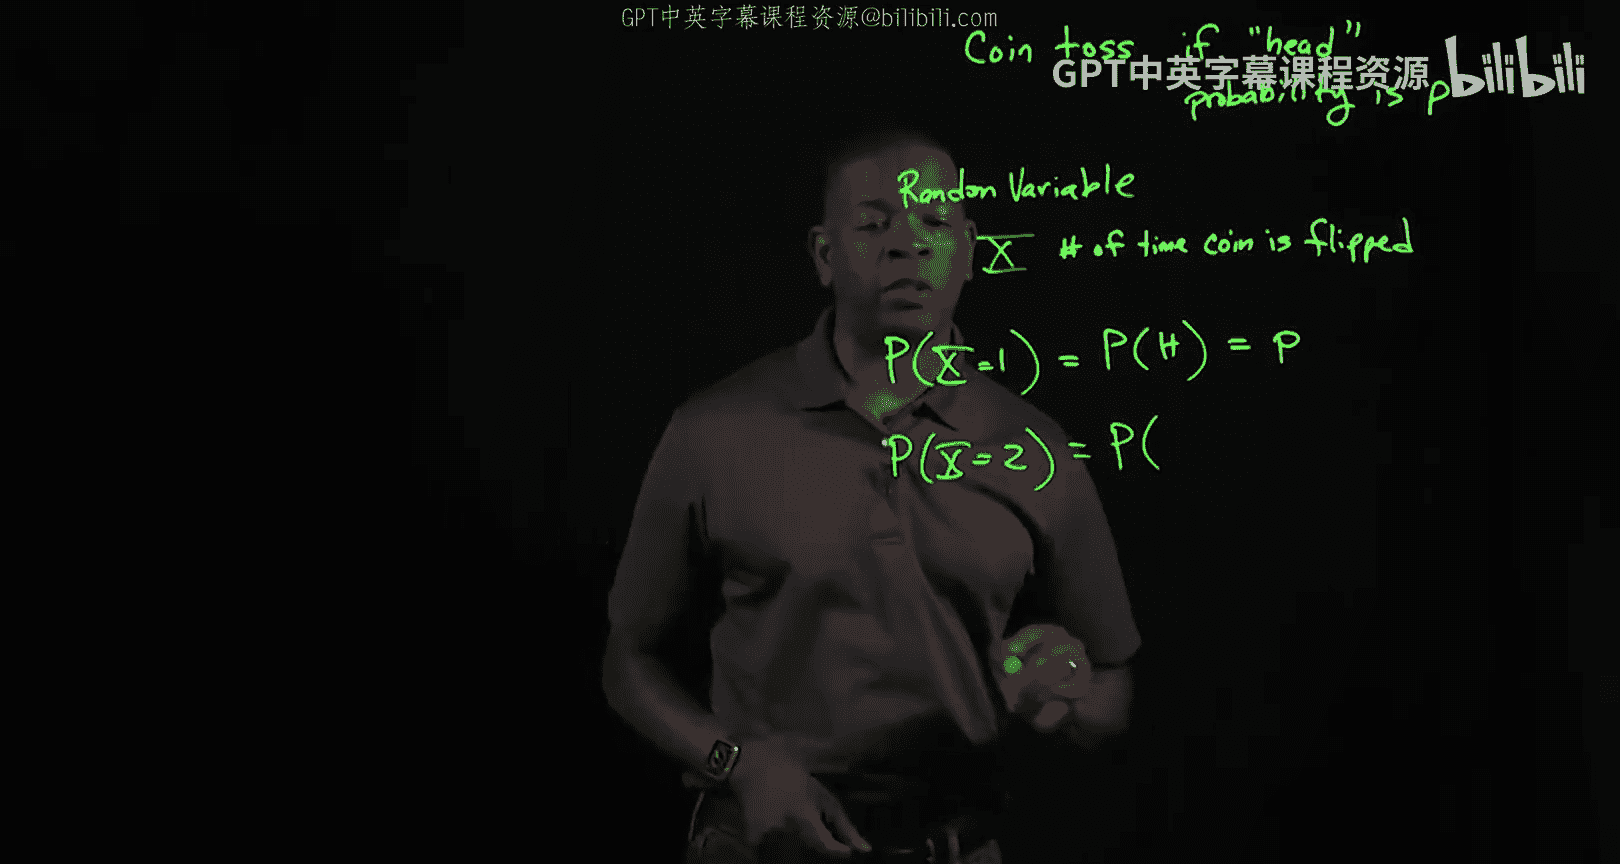 GPT中英字幕课程资源@bilibili.com
Coin toss if "head"
GPT中英字幕课程资源 bilibili
probability is p
Random Variable
X # of time coin is flipped
P(X=1) = P(H) = p
P(X=2) = P(